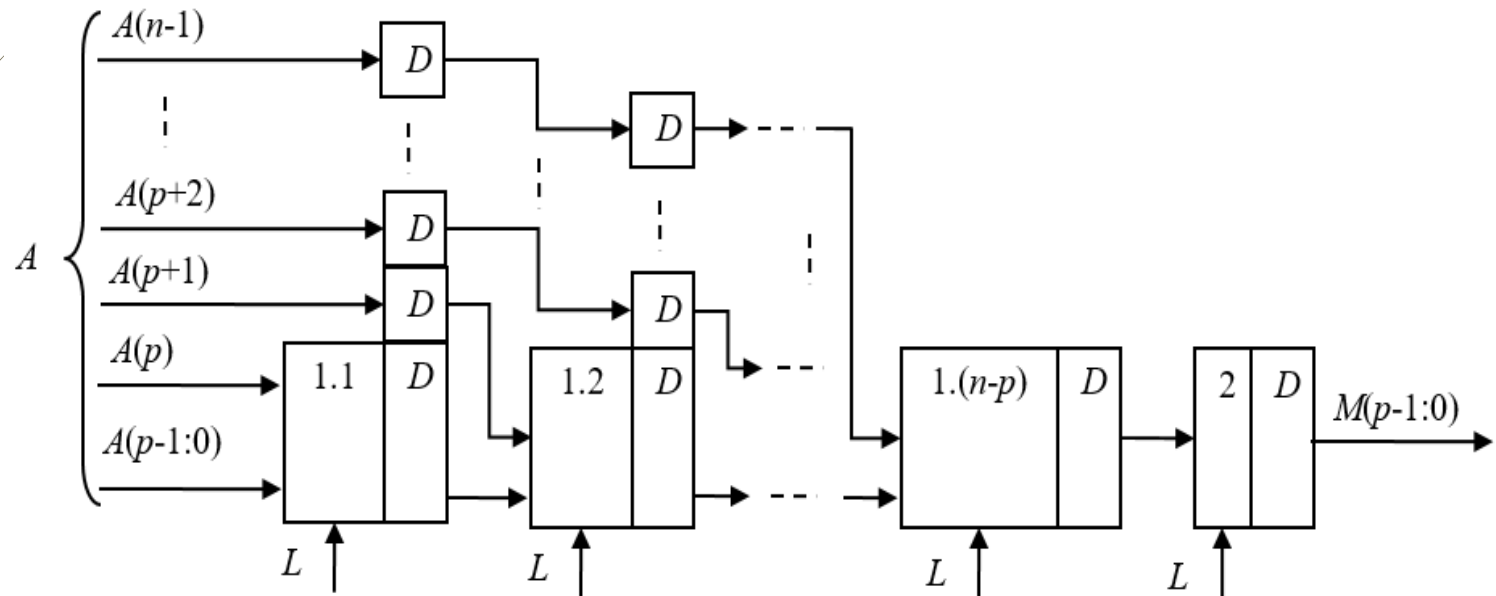 A(n-1)
D
D
A(p+2)
D
A
A(p+1)
D
D
A(p)
1.1 D
1.2 D
1.(n-p) D
2 D
M(p-1:0)
A(p-1:0)
L
L
L
L